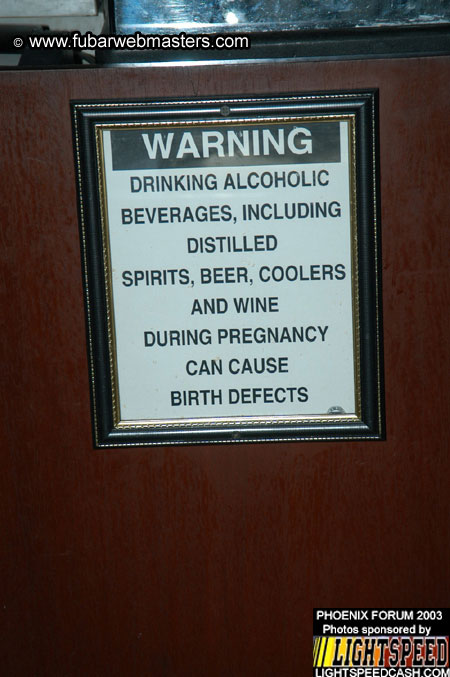 © www.fubarwebmasters.com
WARNING
DRINKING ALCOHOLIC
BEVERAGES, INCLUDING
DISTILLED
SPIRITS, BEER, COOLERS
AND WINE
DURING PREGNANCY
CAN CAUSE
BIRTH DEFECTS
PHOENIX FORUM 2003
Photos sponsored by
LIGHTSPEED
LIGHTSPEEDCASH.COM